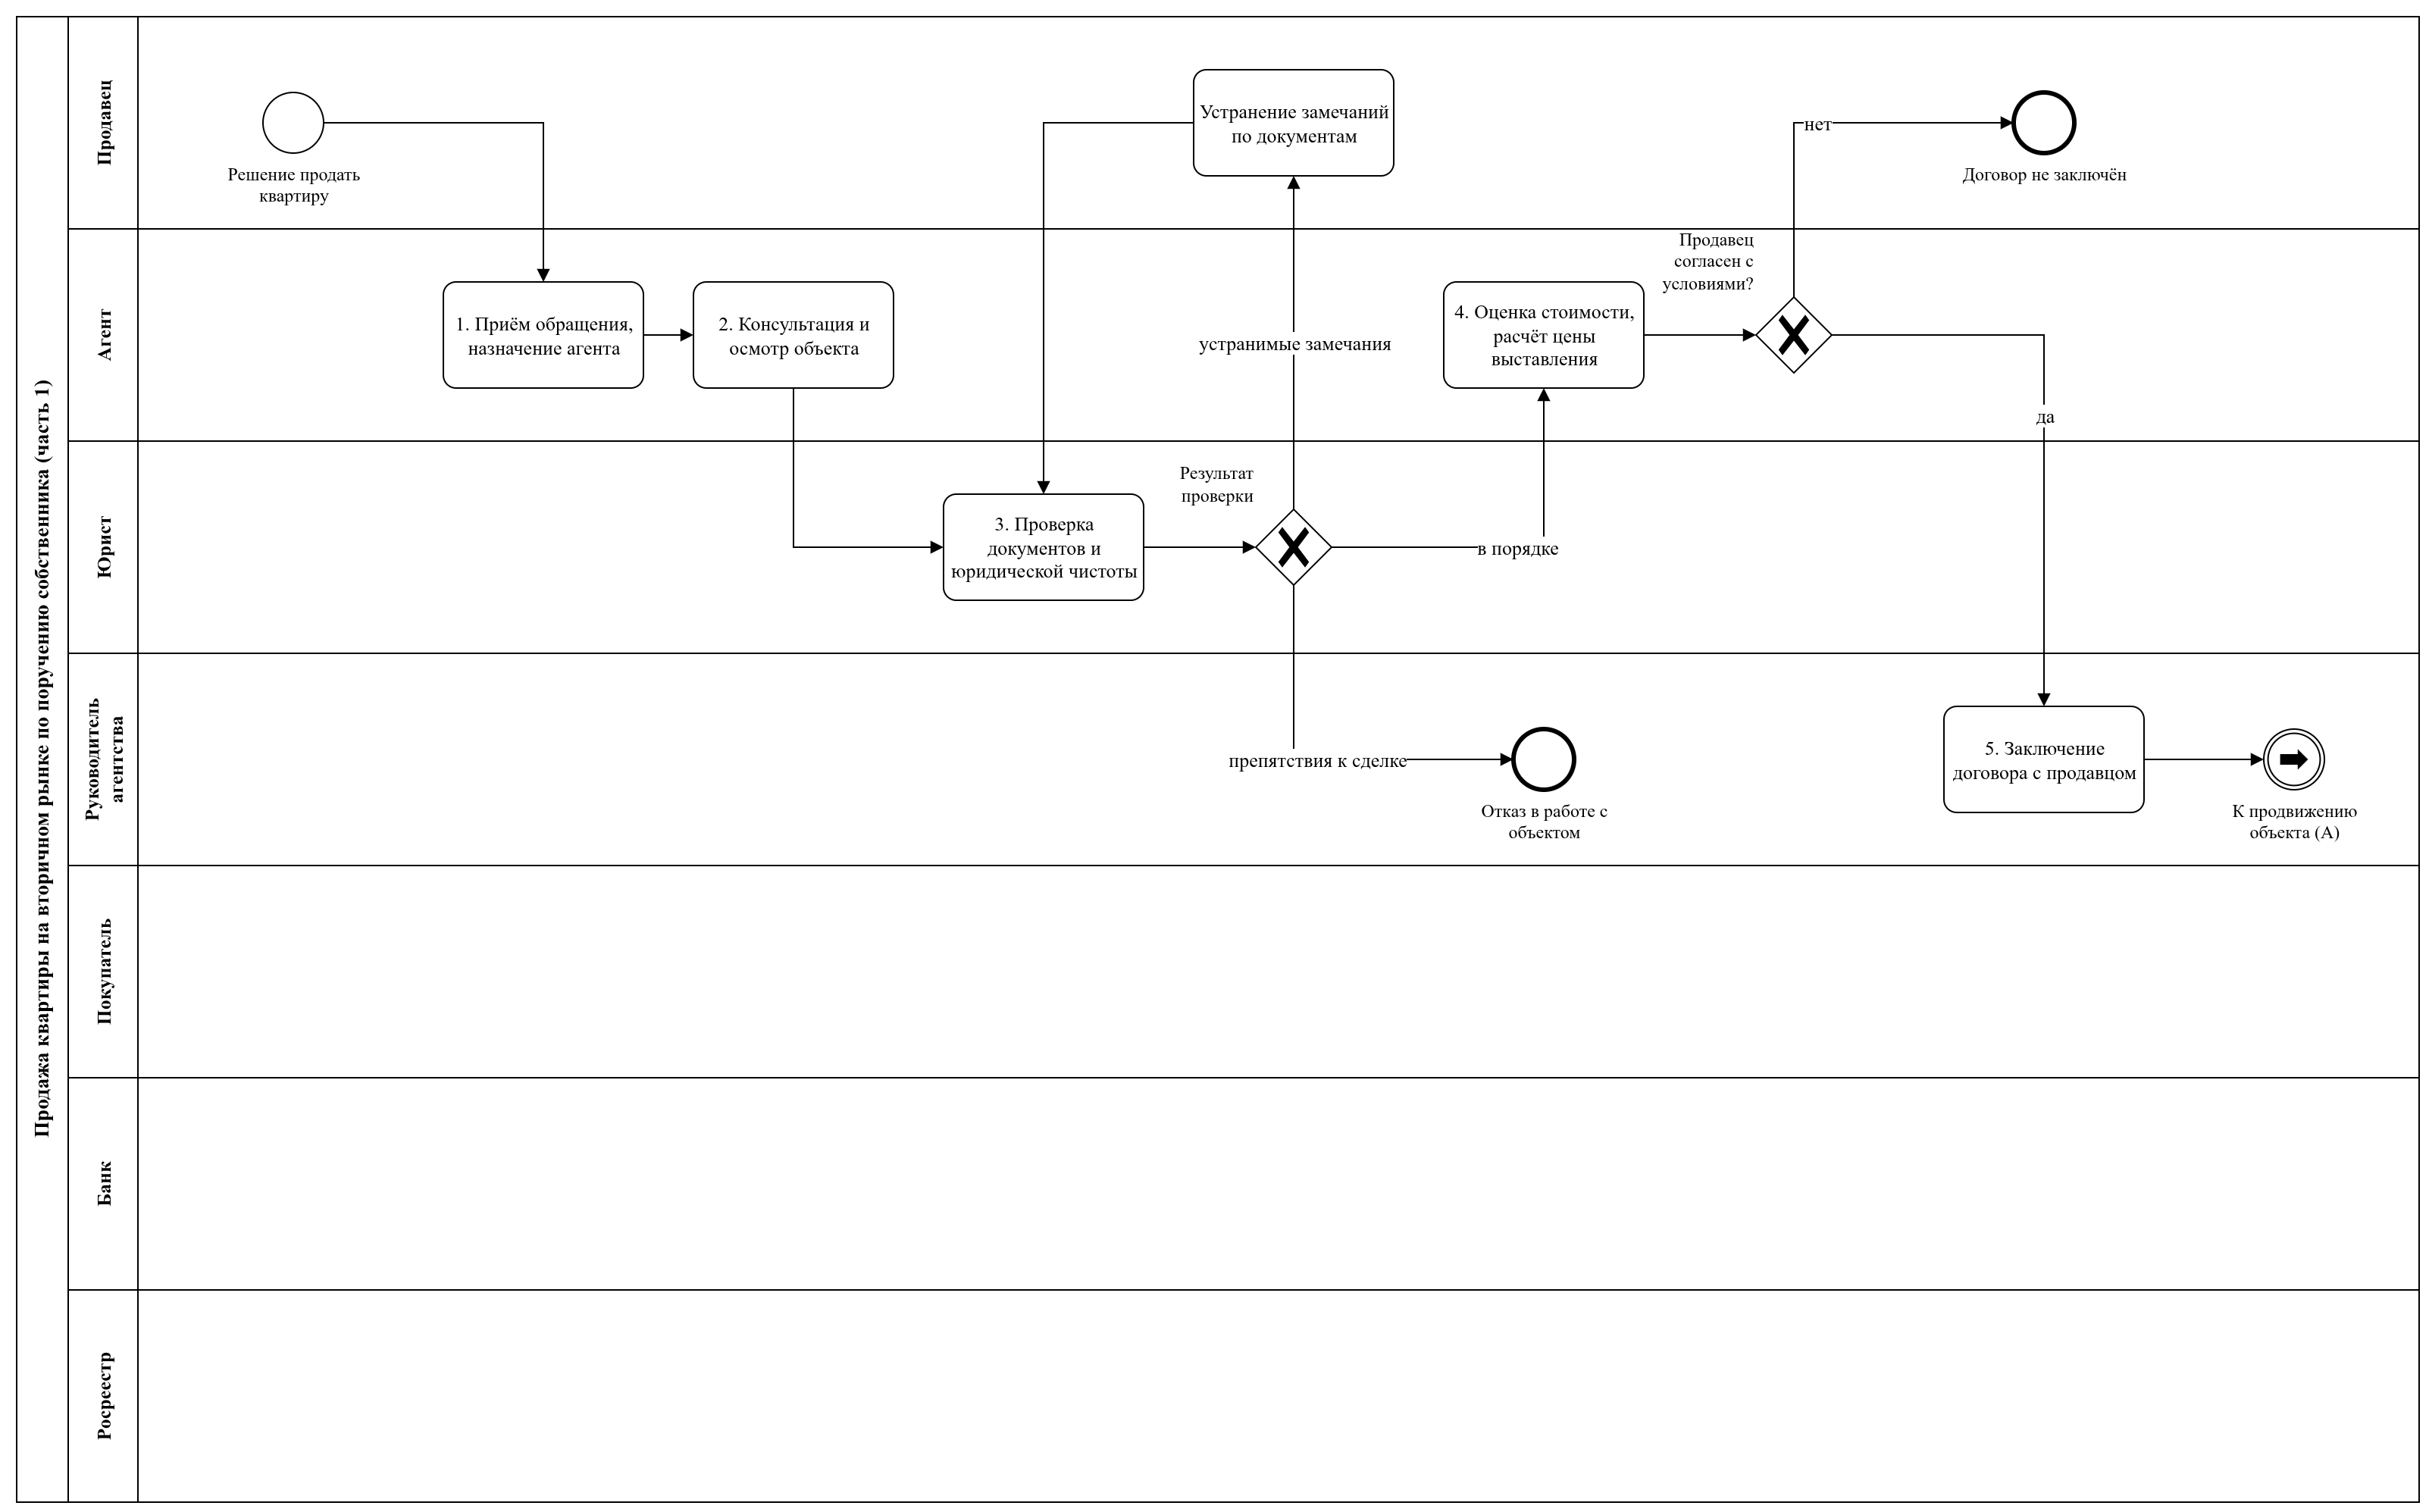 Продажа квартиры на вторичном рынке по поручению собственника (часть 1)
Продавец
Решение продать
квартиру
Устранение замечаний
по документам
нет
Договор не заключён
Агент
1. Приём обращения,
назначение агента
2. Консультация и
осмотр объекта
устранимые замечания
4. Оценка стоимости,
расчёт цены
выставления
Продавец
согласен с
условиями?
да
Юрист
3. Проверка
документов и
юридической чистоты
Результат
проверки
в порядке
Руководитель
агентства
препятствия к сделке
Отказ в работе с
объектом
5. Заключение
договора с продавцом
К продвижению
объекта (А)
Покупатель
Банк
Росреестр